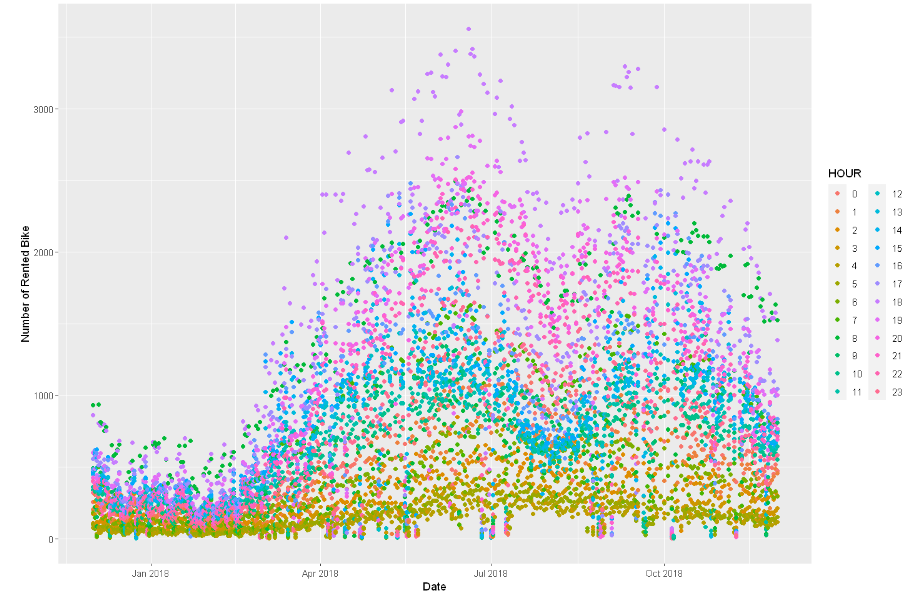 3000
2000
1000
0
Number of Rented Bike
Jan 2018
Apr 2018
Jul 2018
Oct 2018
Date
HOUR
0 12
1 13
2 14
3 15
4 16
5 17
6 18
7 19
8 20
9 21
10 22
11 23